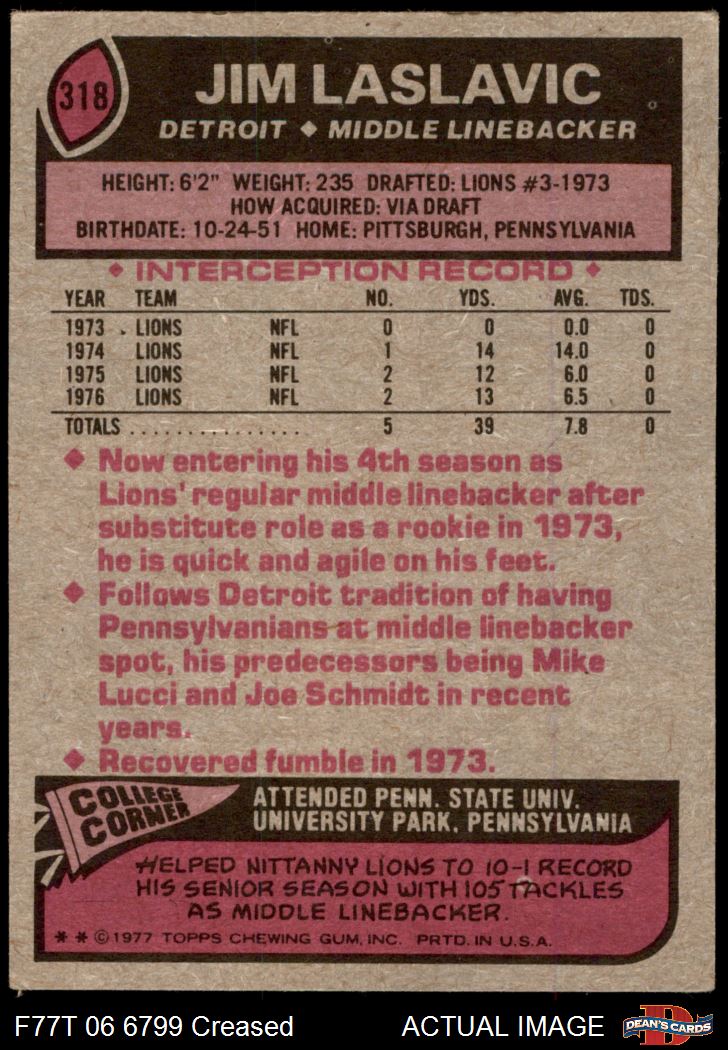 318
JIM LASLAVIC
DETROIT ◆ MIDDLE LINEBACKER
HEIGHT: 6'2" WEIGHT: 235 DRAFTED: LIONS #3-1973
HOW ACQUIRED: VIA DRAFT
BIRTHDATE: 10-24-51 HOME: PITTSBURGH, PENNSYLVANIA
◆ INTERCEPTION RECORD ◆
YEAR TEAM NO. YDS. AVG. TDS.
1973 LIONS NFL 0 0 0.0 0
1974 LIONS NFL 1 14 14.0 0
1975 LIONS NFL 2 12 6.0 0
1976 LIONS NFL 2 13 6.5 0
TOTALS ................ 5 39 7.8 0
◆ Now entering his 4th season as
Lions' regular middle linebacker after
substitute role as a rookie in 1973,
he is quick and agile on his feet.
◆ Follows Detroit tradition of having
Pennsylvanians at middle linebacker
spot, his predecessors being Mike
Lucci and Joe Schmidt in recent
years.
◆ Recovered fumble in 1973.
COLLEGE
CORNER
ATTENDED PENN. STATE UNIV.
UNIVERSITY PARK, PENNSYLVANIA
HELPED NITTANNY LIONS TO 10-1 RECORD
HIS SENIOR SEASON WITH 105 TACKLES
AS MIDDLE LINEBACKER.
* * © 1977 TOPPS CHEWING GUM, INC. PRTD. IN U.S.A.
F77T 06 6799 Creased ACTUAL IMAGE
D
DEAN'S CARDS